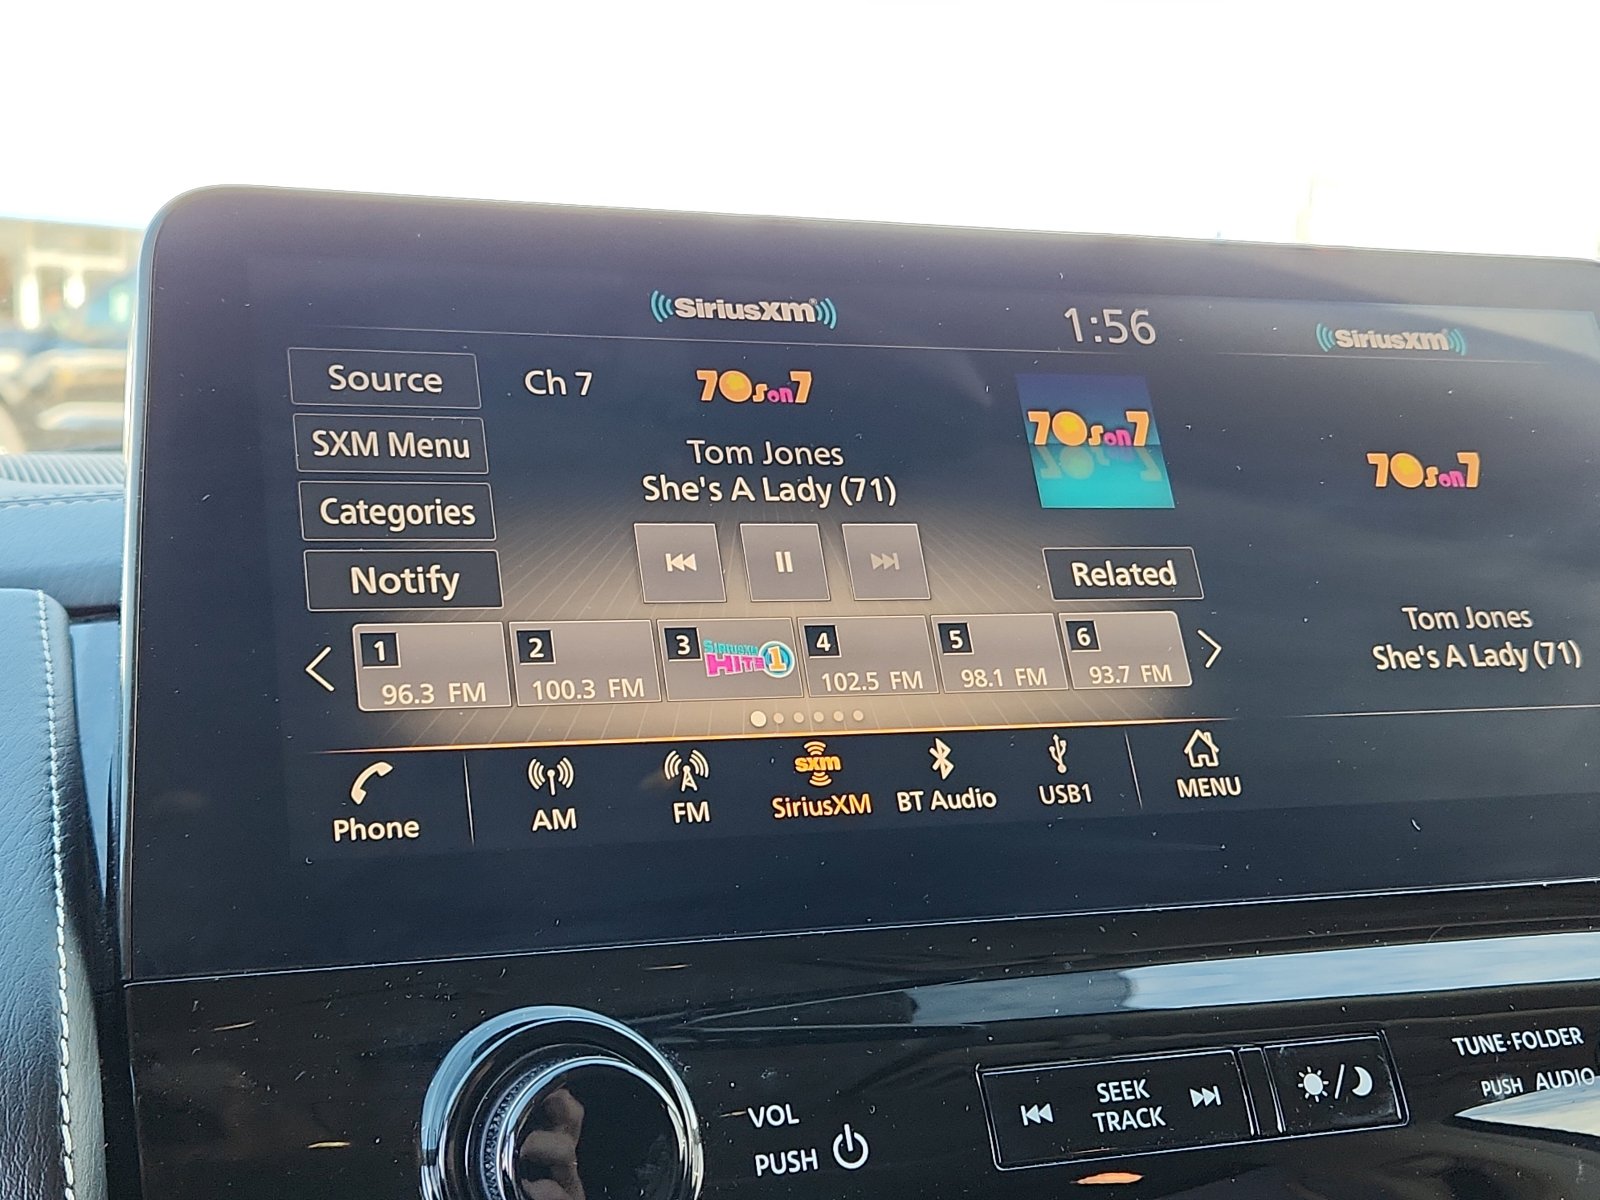 SiriusXM
1:56
SiriusXM
Source
Ch 7
70s on 7
70s on 7
70s on 7
SXM Menu
Tom Jones
She's A Lady (71)
Categories
Notify
Related
Tom Jones
She's A Lady (71)
1
96.3 FM
2
100.3 FM
3
SIRIUSXM
HITS 1
4
102.5 FM
5
98.1 FM
6
93.7 FM
Phone
AM
FM
sxm
SiriusXM
BT Audio
USB1
MENU
VOL
PUSH
SEEK
TRACK
TUNE·FOLDER
PUSH AUDIO